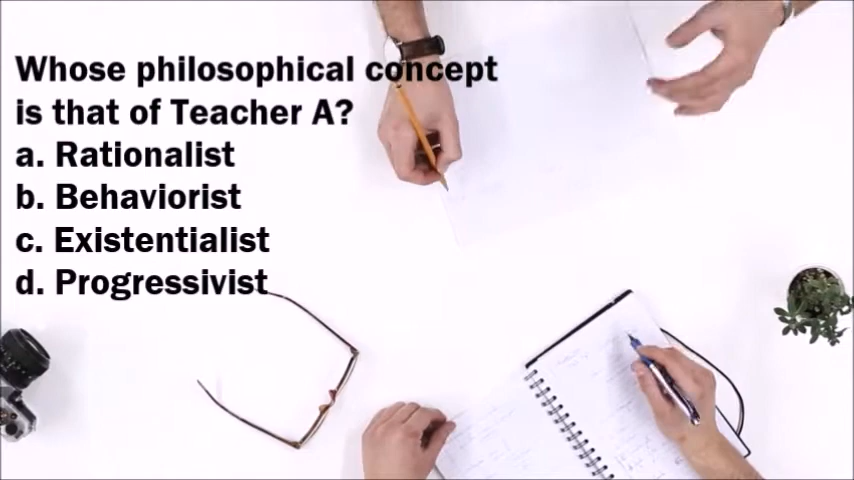 Whose philosophical concept
is that of Teacher A?
a. Rationalist
b. Behaviorist
c. Existentialist
d. Progressivist